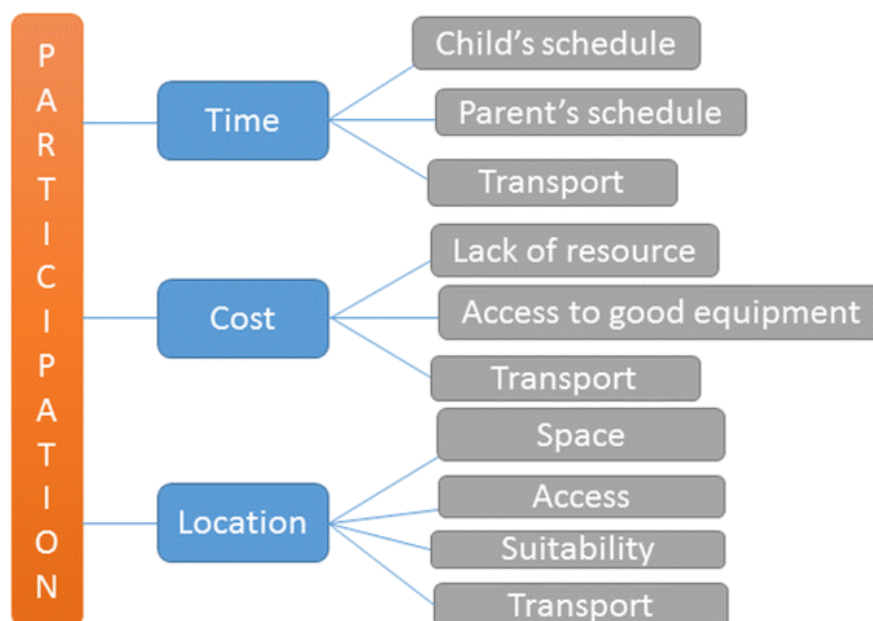 PARTICIPATION
Time
Child's schedule
Parent's schedule
Transport
Cost
Lack of resource
Access to good equipment
Transport
Location
Space
Access
Suitability
Transport